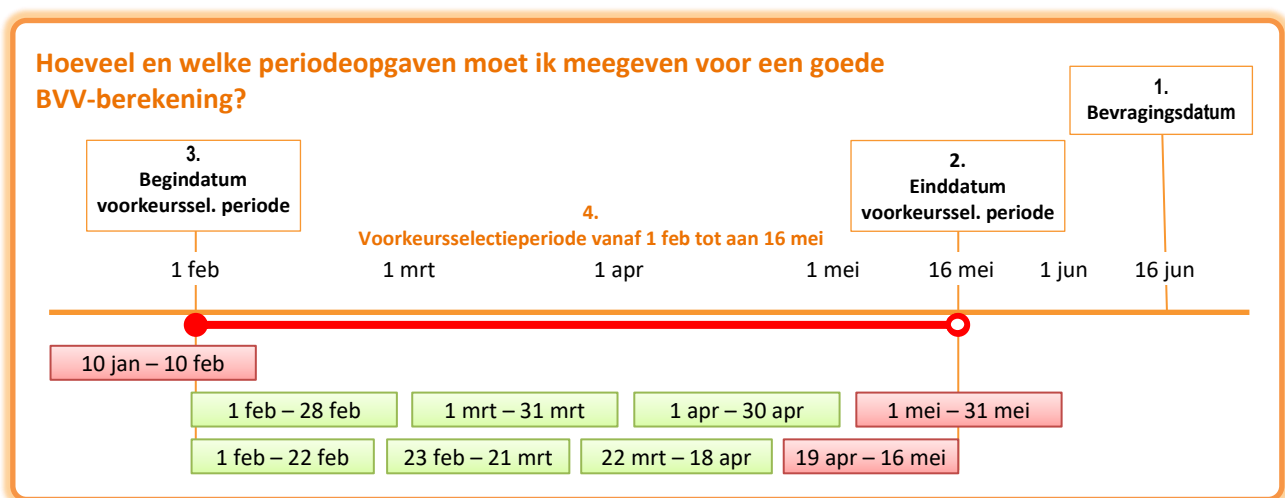 Hoeveel en welke periodeopgaven moet ik meegeven voor een goede
BVV-berekening?
1.
Bevragingsdatum
3.
Begindatum
voorkeurssel. periode
2.
Einddatum
voorkeurssel. periode
4.
Voorkeursselectieperiode vanaf 1 feb tot aan 16 mei
1 feb 1 mrt 1 apr 1 mei 16 mei 1 jun 16 jun
10 jan – 10 feb
1 feb – 28 feb 1 mrt – 31 mrt 1 apr – 30 apr 1 mei – 31 mei
1 feb – 22 feb 23 feb – 21 mrt 22 mrt – 18 apr 19 apr – 16 mei